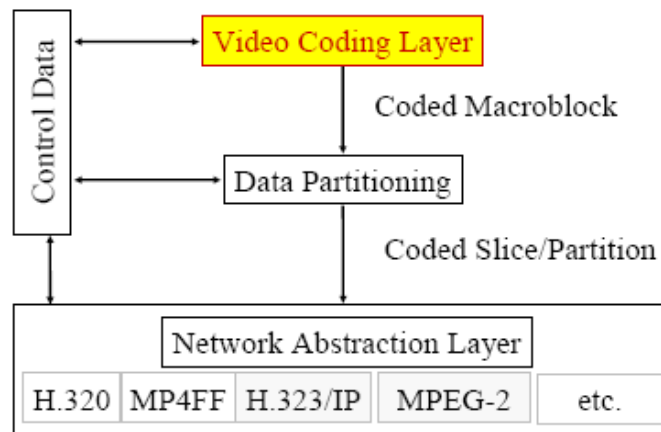 Video Coding Layer
Control Data
Coded Macroblock
Data Partitioning
Coded Slice/Partition
Network Abstraction Layer
H.320 MP4FF H.323/IP MPEG-2 etc.